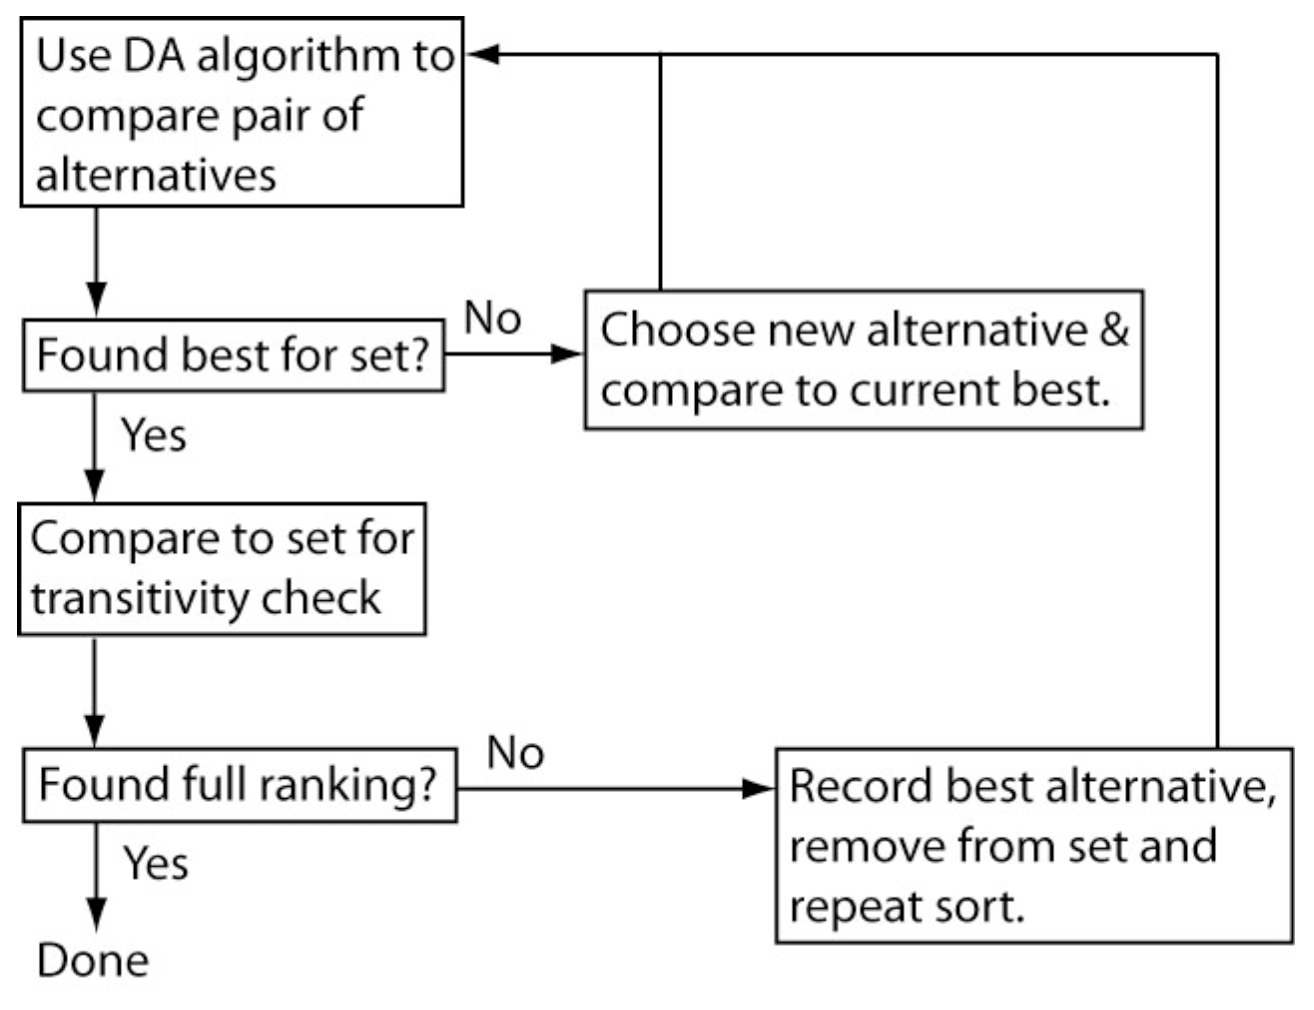 Use DA algorithm to
compare pair of
alternatives
Found best for set?
No
Choose new alternative &
compare to current best.
Yes
Compare to set for
transitivity check
Found full ranking?
No
Record best alternative,
remove from set and
repeat sort.
Yes
Done